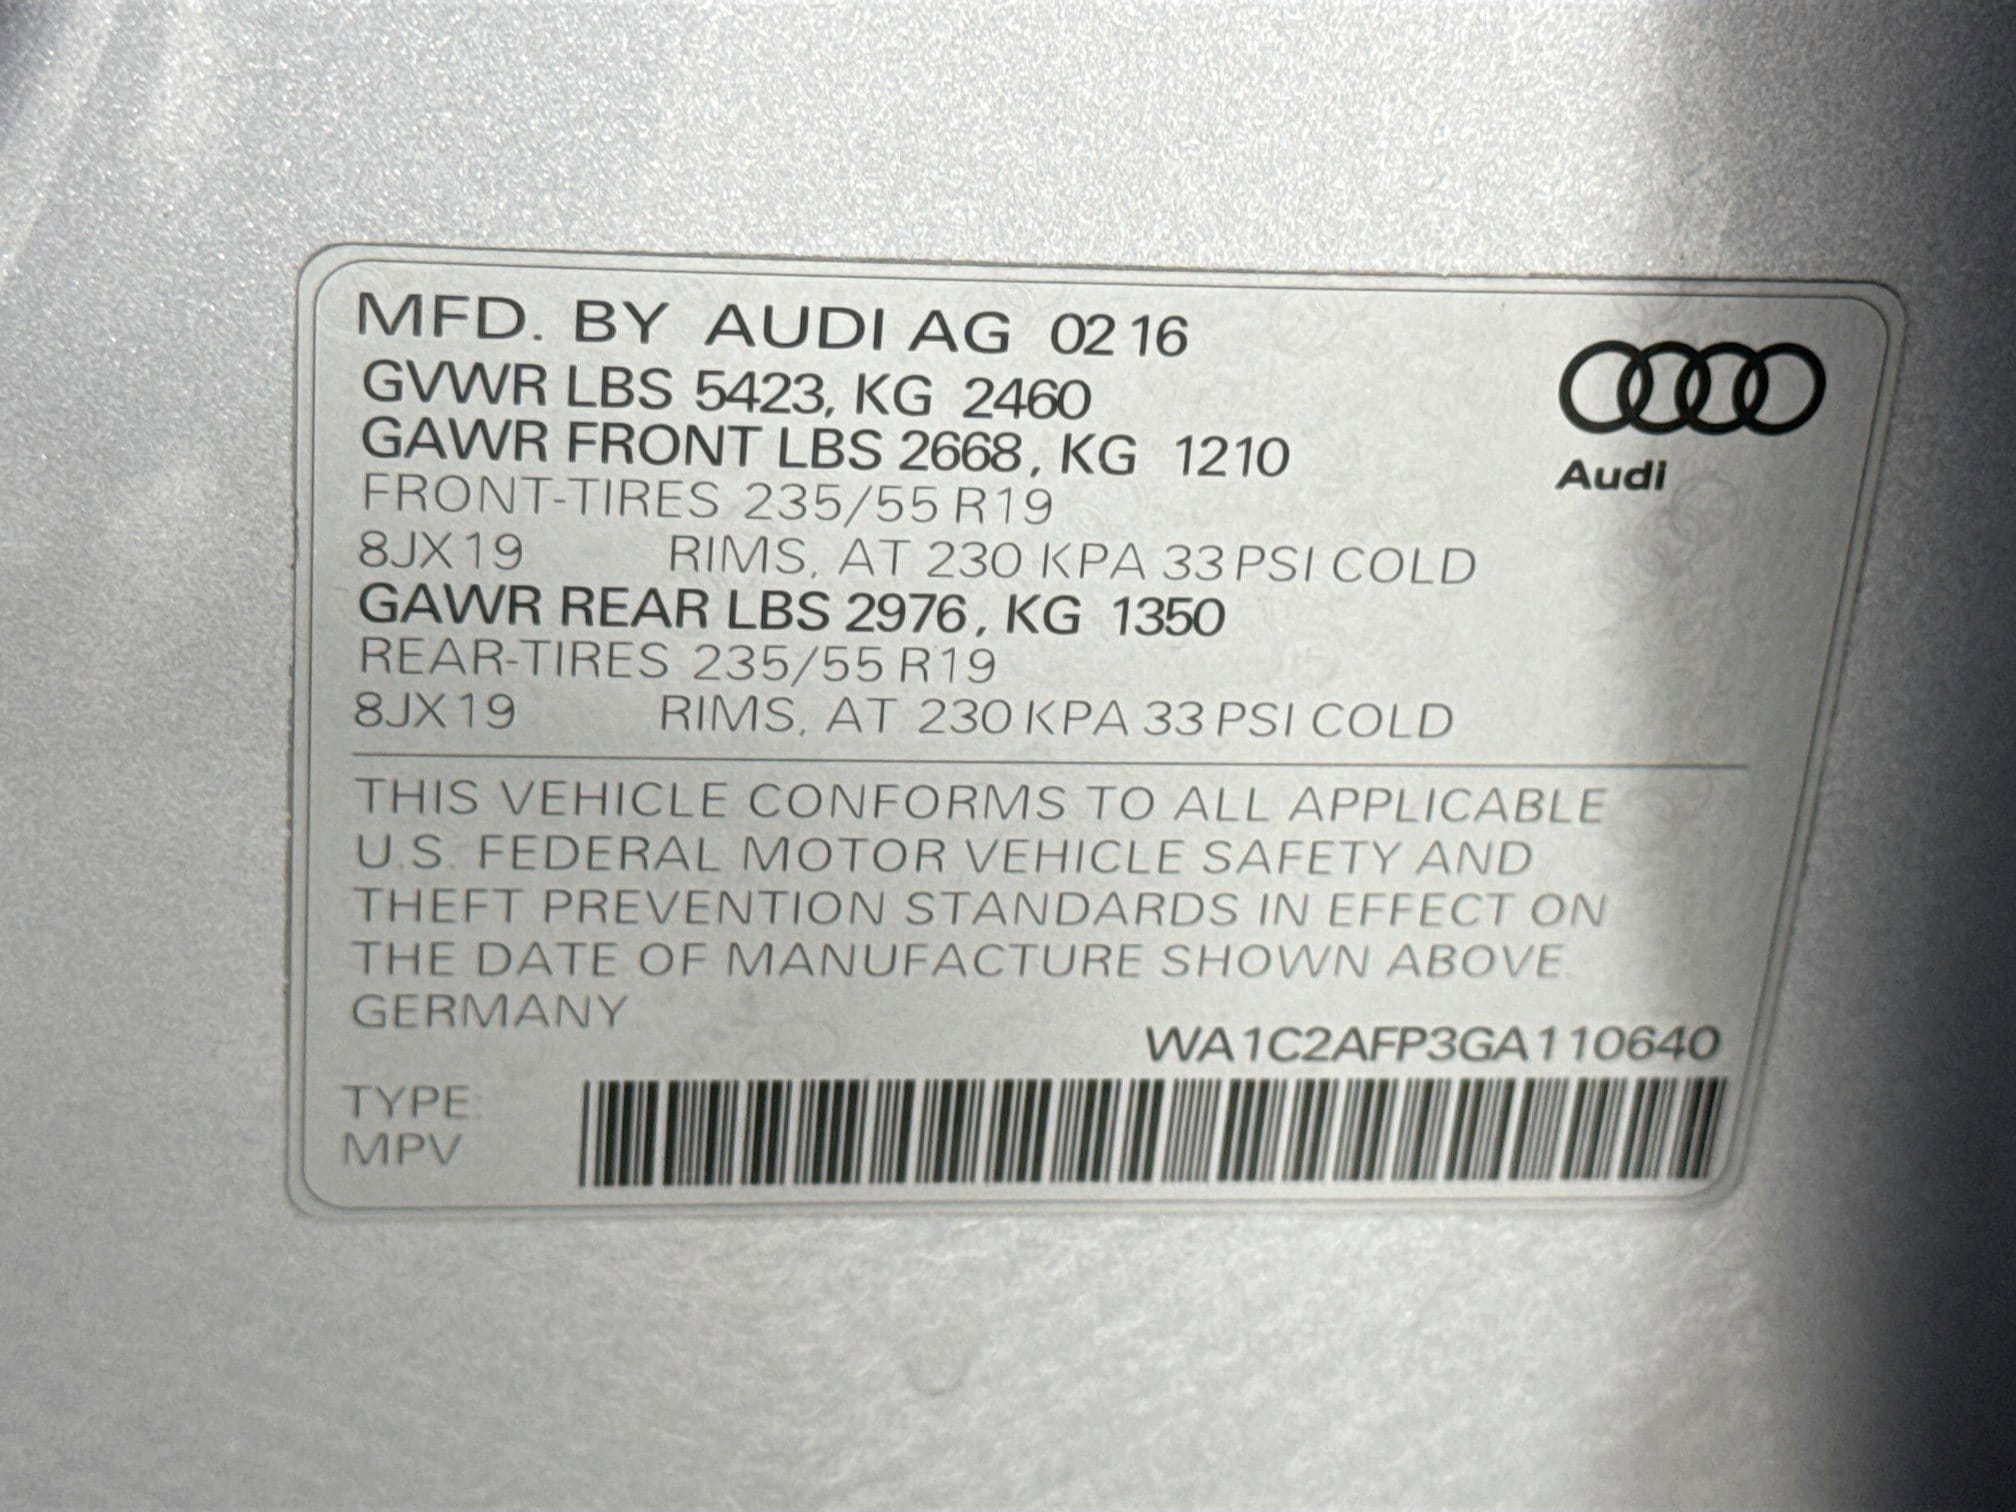 MFD. BY AUDI AG 02 16
GVWR LBS 5423, KG 2460
GAWR FRONT LBS 2668, KG 1210
FRONT-TIRES 235/55 R19
8JX19 RIMS, AT 230 KPA 33 PSI COLD
GAWR REAR LBS 2976, KG 1350
REAR-TIRES 235/55 R19
8JX19 RIMS, AT 230 KPA 33 PSI COLD
Audi
THIS VEHICLE CONFORMS TO ALL APPLICABLE
U.S. FEDERAL MOTOR VEHICLE SAFETY AND
THEFT PREVENTION STANDARDS IN EFFECT ON
THE DATE OF MANUFACTURE SHOWN ABOVE.
GERMANY
WA1C2AFP3GA110640
TYPE:
MPV